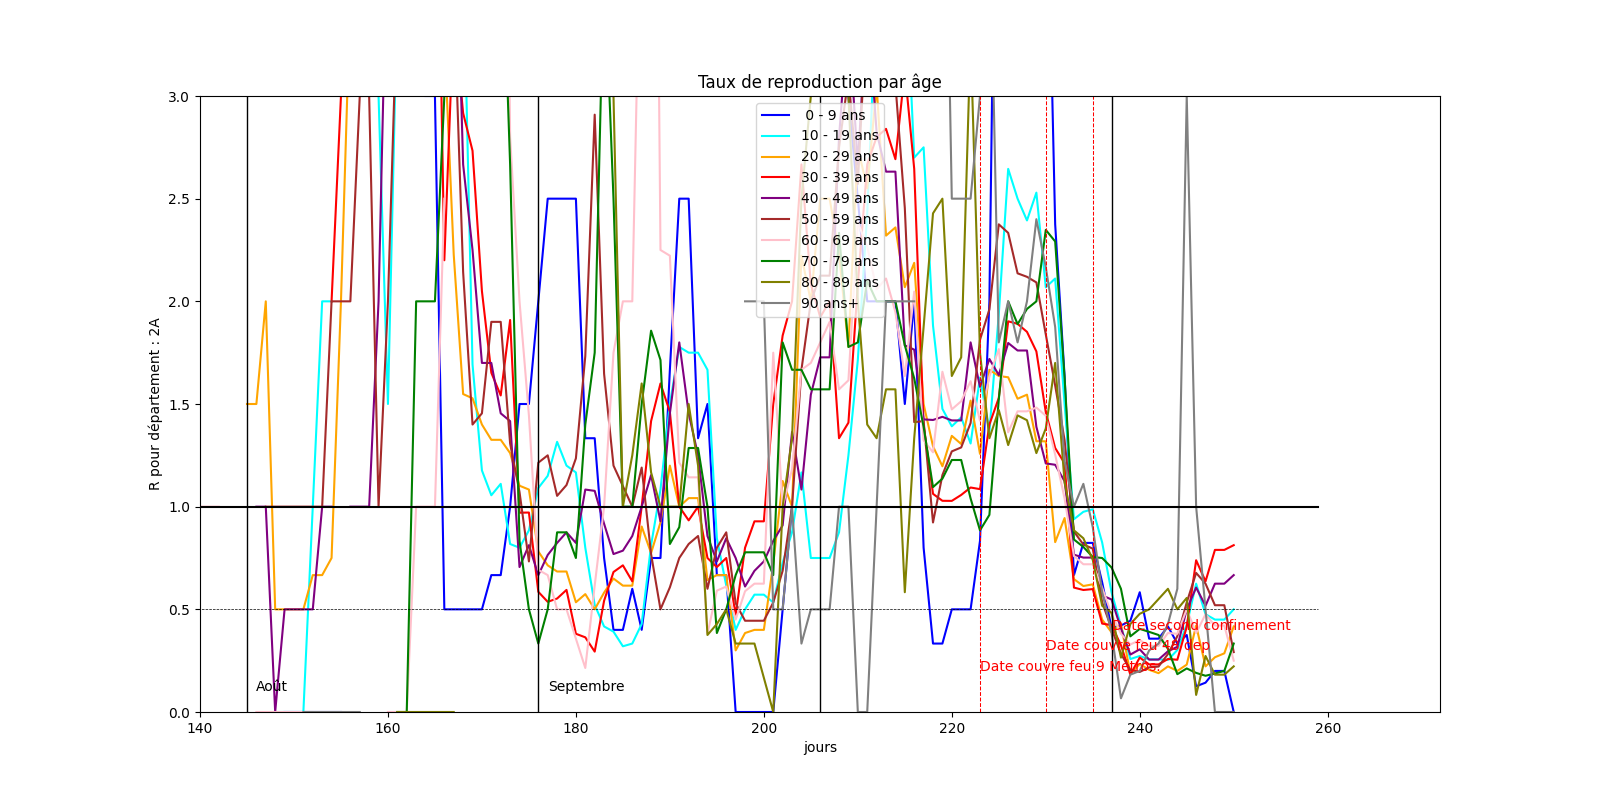 Taux de reproduction par âge
R pour département : 2A
3.0
2.5
2.0
1.5
1.0
0.5
0.0
0 - 9 ans
10 - 19 ans
20 - 29 ans
30 - 39 ans
40 - 49 ans
50 - 59 ans
60 - 69 ans
70 - 79 ans
80 - 89 ans
90 ans+
Date second confinement
Date couvre feu dep
Date couvre feu 9 Métros.
Août
Septembre
140
160
180
200
220
240
260
jours